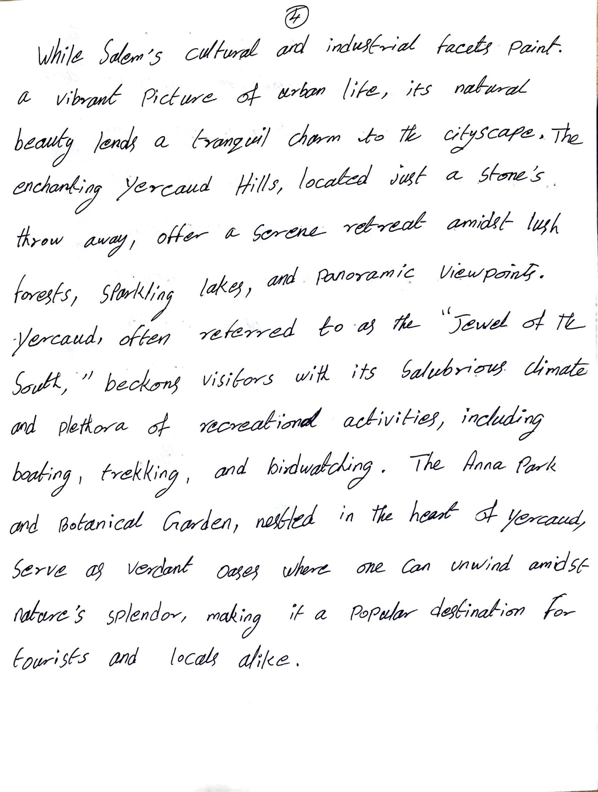 4
While Salem's cultural and industrial facets paint.
a vibrant Picture of urban life, its natural
beauty lends a tranquil charm to the cityscape. The
enchanting Yercaud Hills, located just a stone's.
throw away, offer a serene retreat amidst lush
forests, sparkling lakes, and panoramic viewpoints.
Yercaud, often referred to as the "Jewel of the
South," beckons visitors with its salubrious climate
and plethora of recreational activities, including
boating, trekking, and birdwatching. The Anna Park
and Botanical Garden, nestled in the heart of Yercaud,
Serve as verdant oases where one can unwind amidst
nature's splendor, making it a popular destination for
tourists and locals alike.